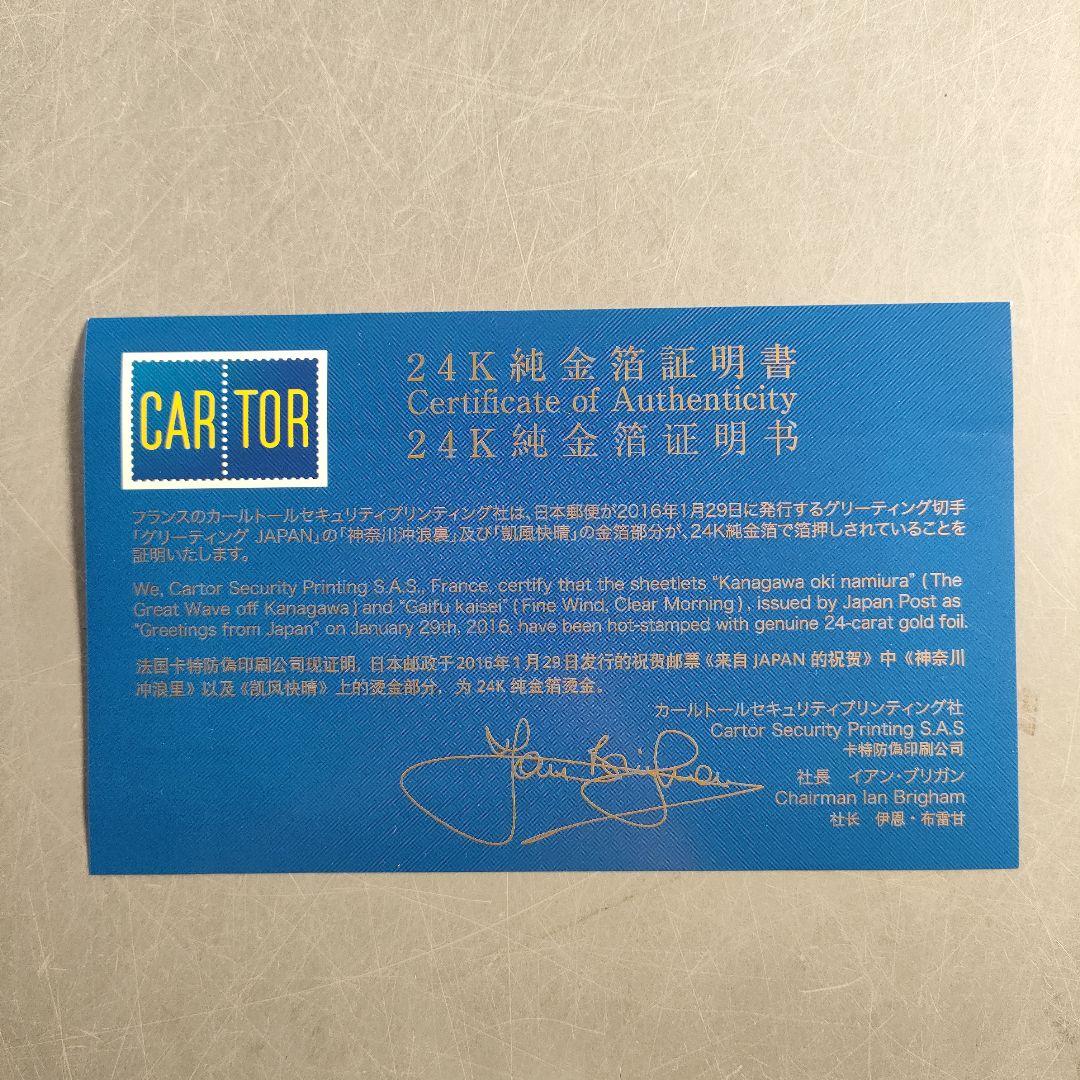 CARTOR
24K純金箔証明書
Certificate of Authenticity
24K純金箔证明书
フランスのカールトールセキュリティプリンティング社は、日本郵便が2016年1月29日に発行するグリーティング切手
「グリーティング JAPAN」の「神奈川沖浪裏」及び「凱風快晴」の金箔部分が、24K純金箔で箔押しされていることを
証明いたします。
We, Cartor Security Printing S.A.S., France, certify that the sheetlets "Kanagawa oki namiura" (The
Great Wave off Kanagawa) and "Gaifu kaisei" (Fine Wind, Clear Morning), issued by Japan Post as
"Greetings from Japan" on January 29th, 2016, have been hot-stamped with genuine 24-carat gold foil.
法国卡特防偽印刷公司现证明, 日本邮政于2016年1月29日发行的祝贺邮票《来自 JAPAN 的祝贺》中《神奈川
冲浪里》以及《凯风快晴》上的烫金部分，为 24K 纯金箔烫金。
カールトールセキュリティプリンティング社
Cartor Security Printing S.A.S
卡特防偽印刷公司
社長 イアン・ブリガン
Chairman Ian Brigham
社长 伊恩・布雷甘